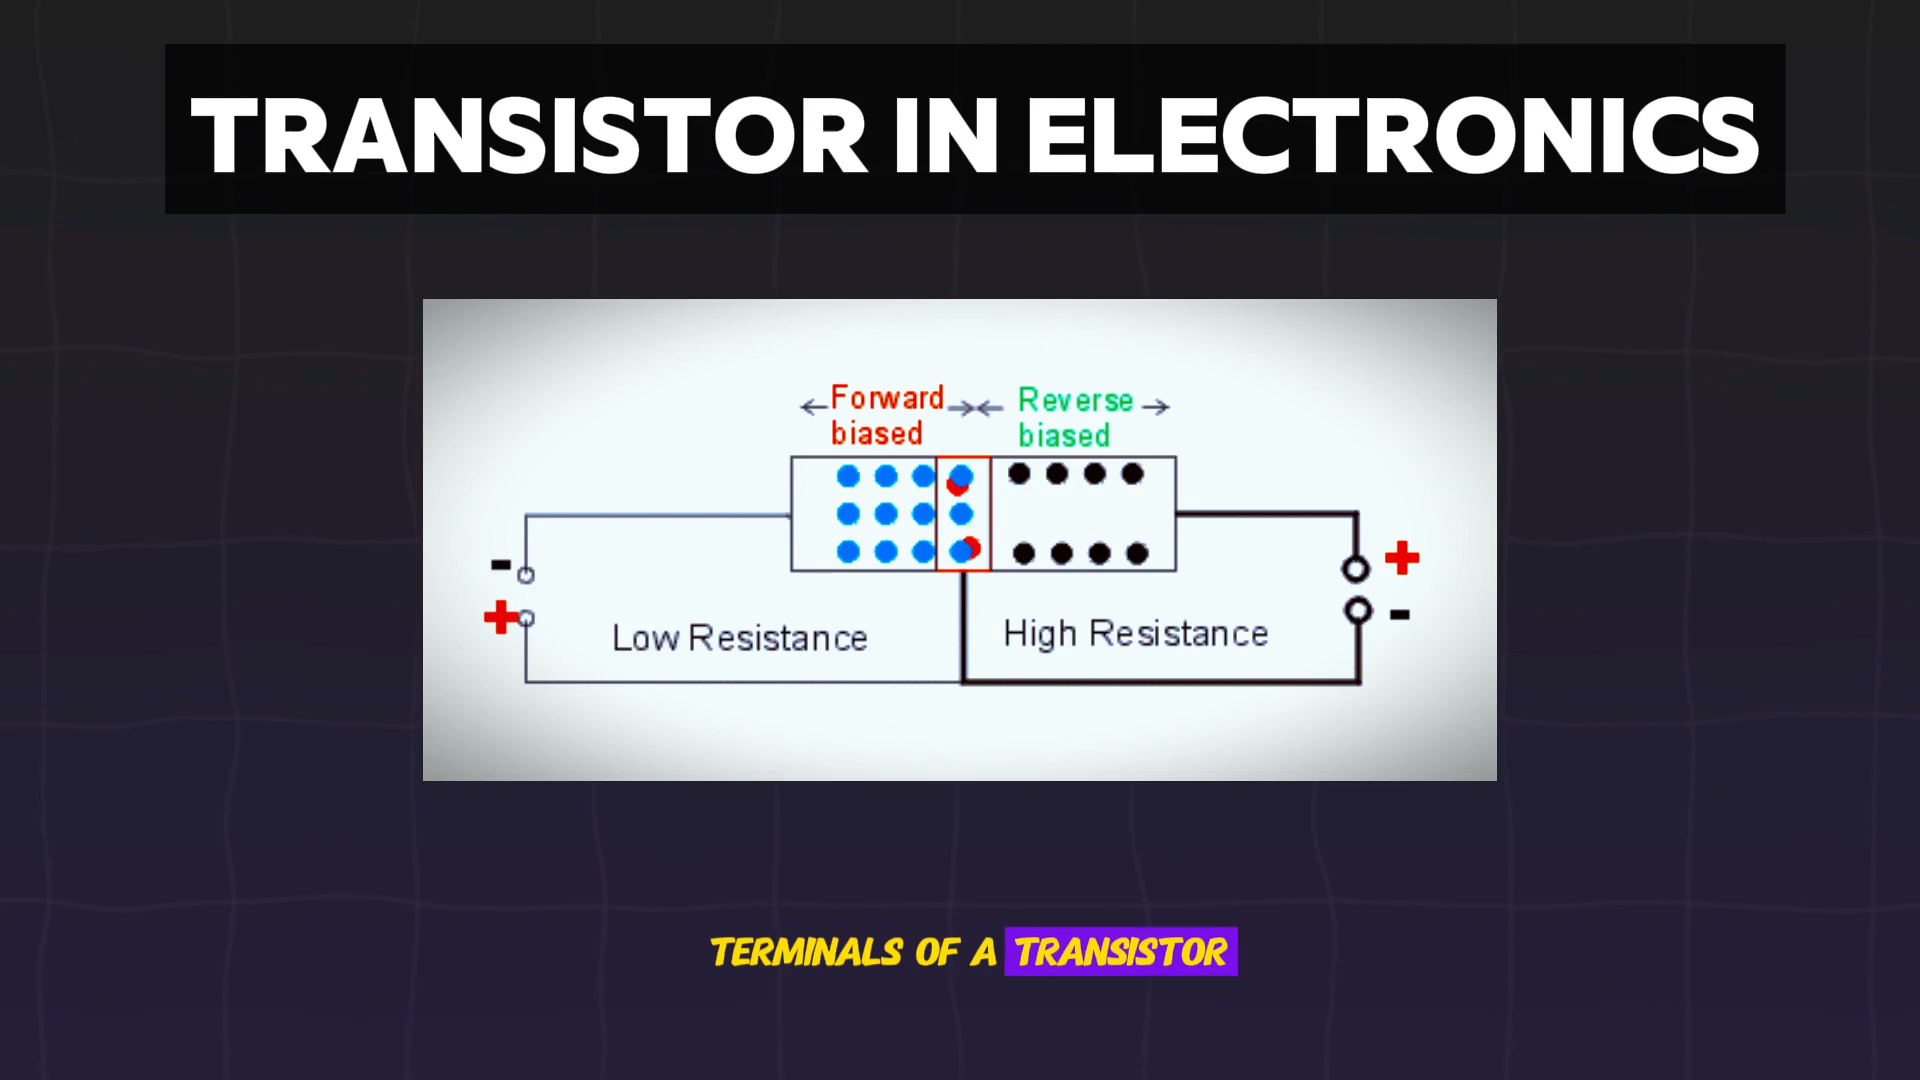 TRANSISTOR IN ELECTRONICS
Forward biased
Reverse biased
-
+
+
-
Low Resistance
High Resistance
TERMINALS OF A TRANSISTOR